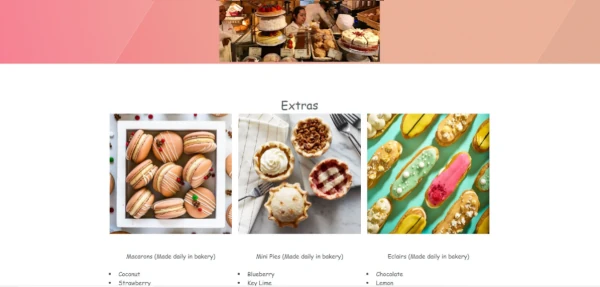 Extras
Macarons (Made daily in bakery)
Mini Pies (Made daily in bakery)
Eclairs (Made daily in bakery)
• Coconut
• Strawberry
• Blueberry
• Key Lime
• Chocolate
• Lemon